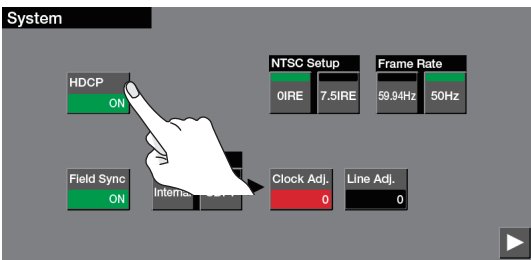 System
NTSC Setup
Frame Rate
HDCP
ON
0IRE
7.5IRE
59.94Hz
50Hz
Field Sync
ON
Clock Adj.
0
Line Adj.
0